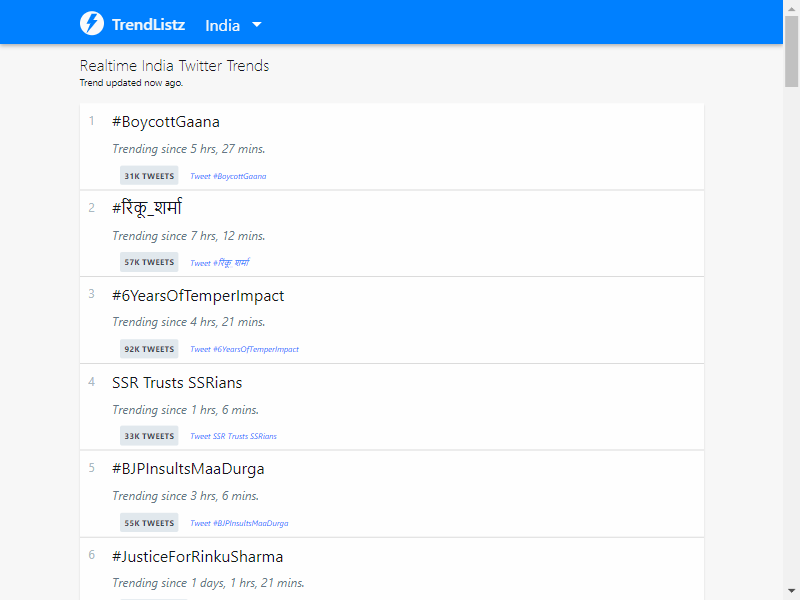 TrendListz India
Realtime India Twitter Trends
Trend updated now ago.
1 #BoycottGaana
Trending since 5 hrs, 27 mins.
31K TWEETS Tweet #BoycottGaana
2 #रिंकू_शर्मा
Trending since 7 hr, 12 mins.
57K TWEETS Tweet #रिंकू_शर्मा
3 #6YearsOfTemperImpact
Trending since 4 hrs, 21 mins.
92K TWEETS Tweet #6YearsOfTemperImpact
4 SSR Trusts SSRians
Trending since 1 hrs, 6 mins.
33K TWEETS Tweet SSR Trusts SSRians
5 #BJPInsultsMaaDurga
Trending since 3 hrs, 6 mins.
55K TWEETS Tweet #BJPInsultsMaaDurga
6 #JusticeForRinkuSharma
Trending since 1 days, 1 hrs, 21 mins.